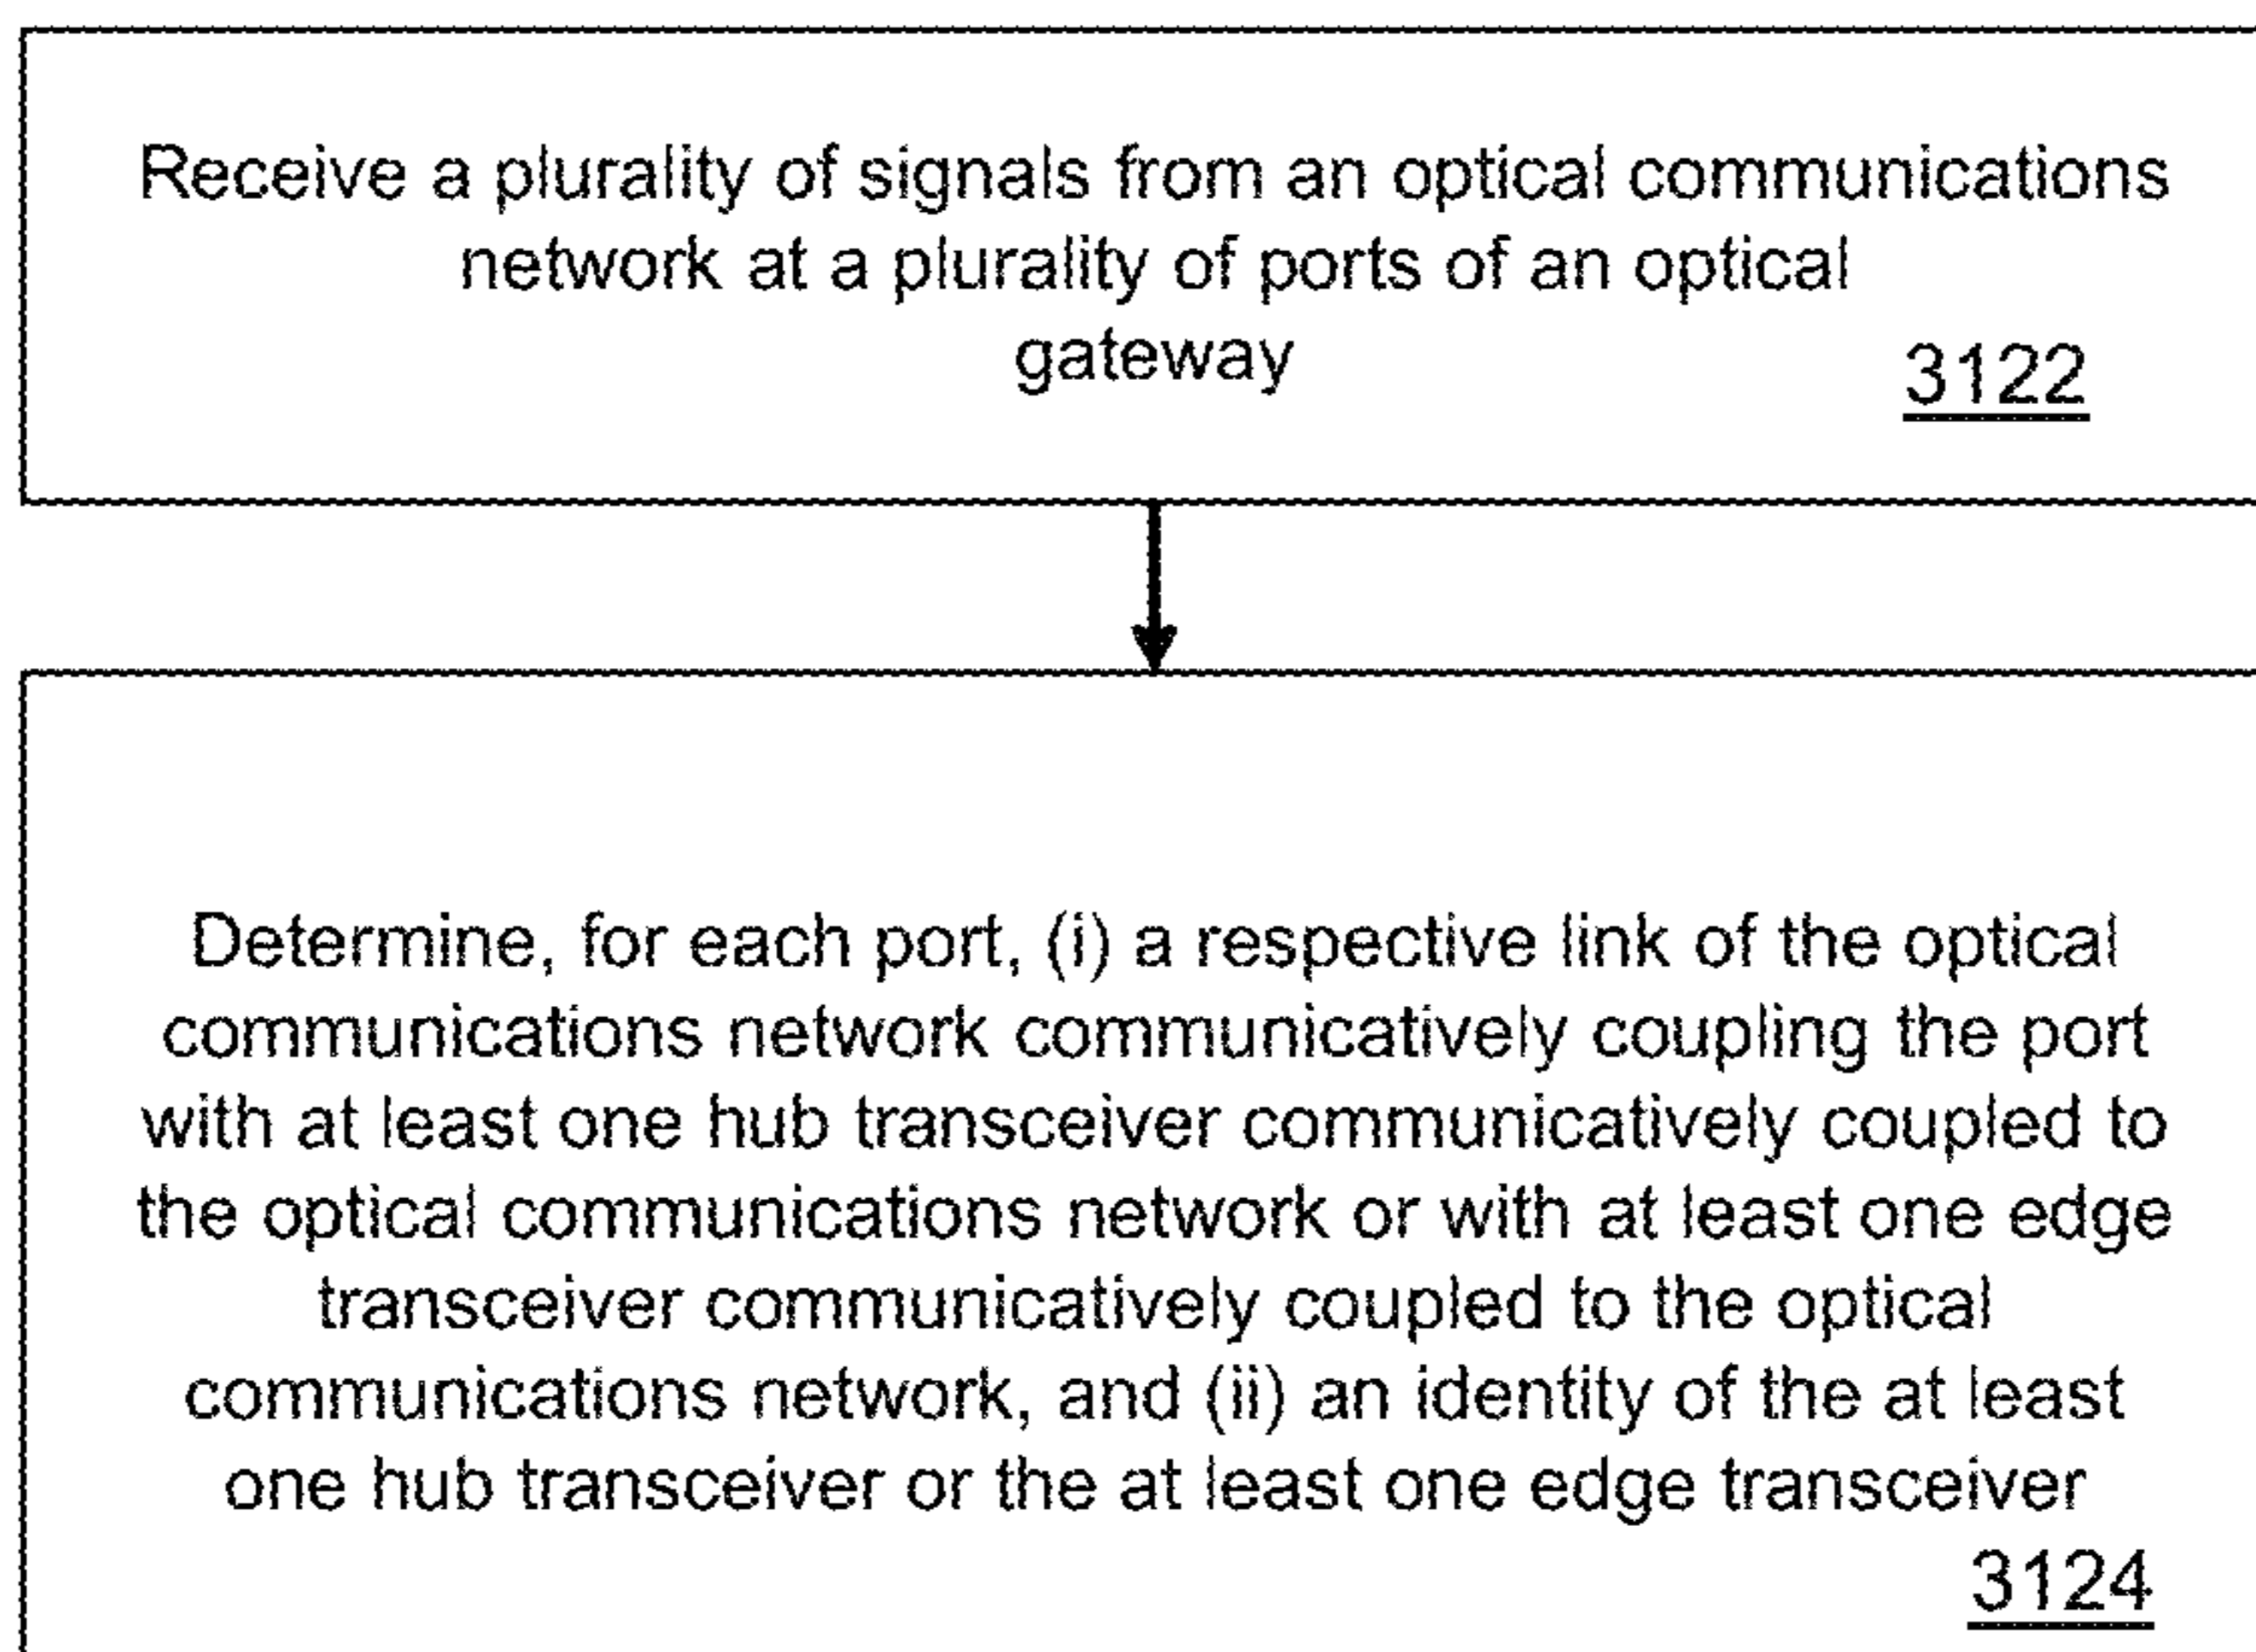 Receive a plurality of signals from an optical communications
network at a plurality of ports of an optical
gateway
3122
Determine, for each port, (i) a respective link of the optical
communications network communicatively coupling the port
with at least one hub transceiver communicatively coupled to
the optical communications network or with at least one edge
transceiver communicatively coupled to the optical
communications network, and (ii) an identity of the at least
one hub transceiver or the at least one edge transceiver
3124